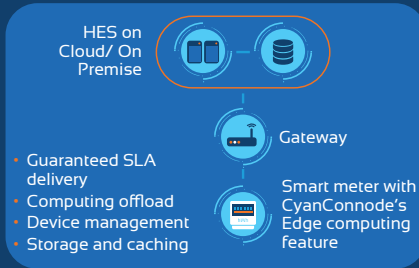 HES on
Cloud/ On
Premise
Gateway
• Guaranteed SLA
delivery
• Computing offload
• Device management
• Storage and caching
Smart meter with
CyanConnode's
Edge computing
feature